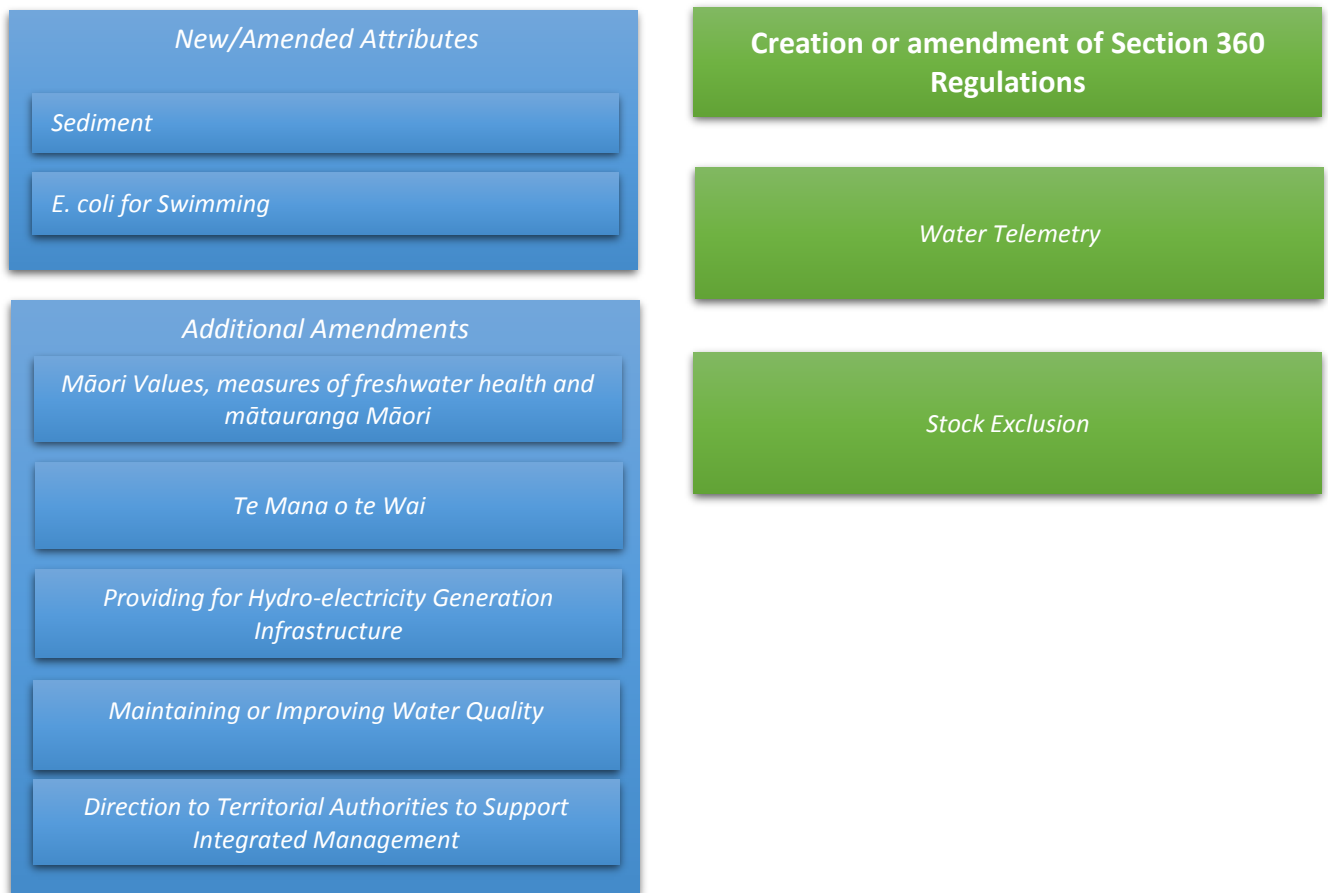 New/Amended Attributes
Sediment
E. coli for Swimming
Additional Amendments
Māori Values, measures of freshwater health and
mātauranga Māori
Te Mana o te Wai
Providing for Hydro-electricity Generation
Infrastructure
Maintaining or Improving Water Quality
Direction to Territorial Authorities to Support
Integrated Management
Creation or amendment of Section 360
Regulations
Water Telemetry
Stock Exclusion